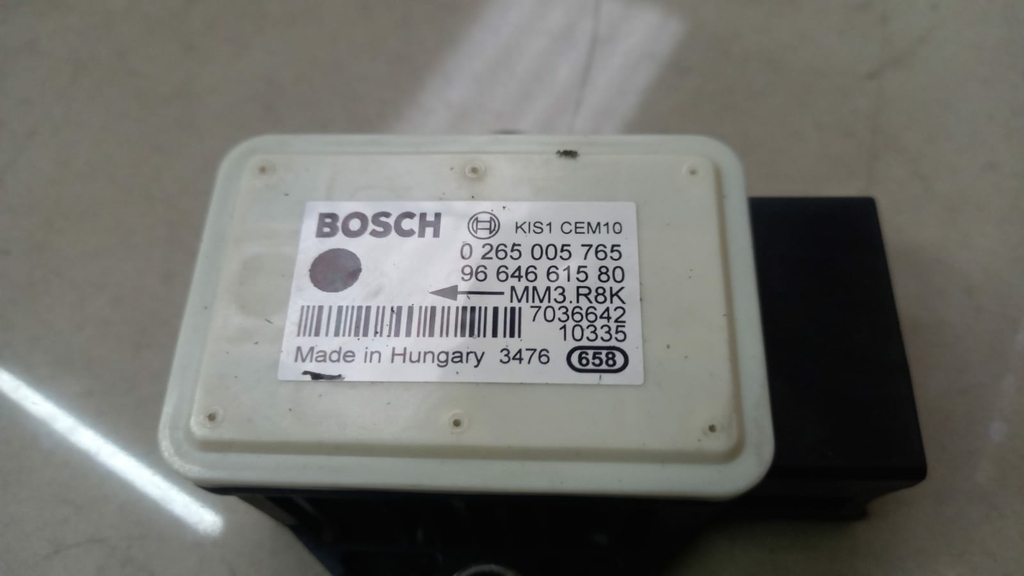 BOSCH KIS1 CEM10
0 265 005 765
96 646 615 80
MM3.R8K
7036642
10335
Made in Hungary 3476 658